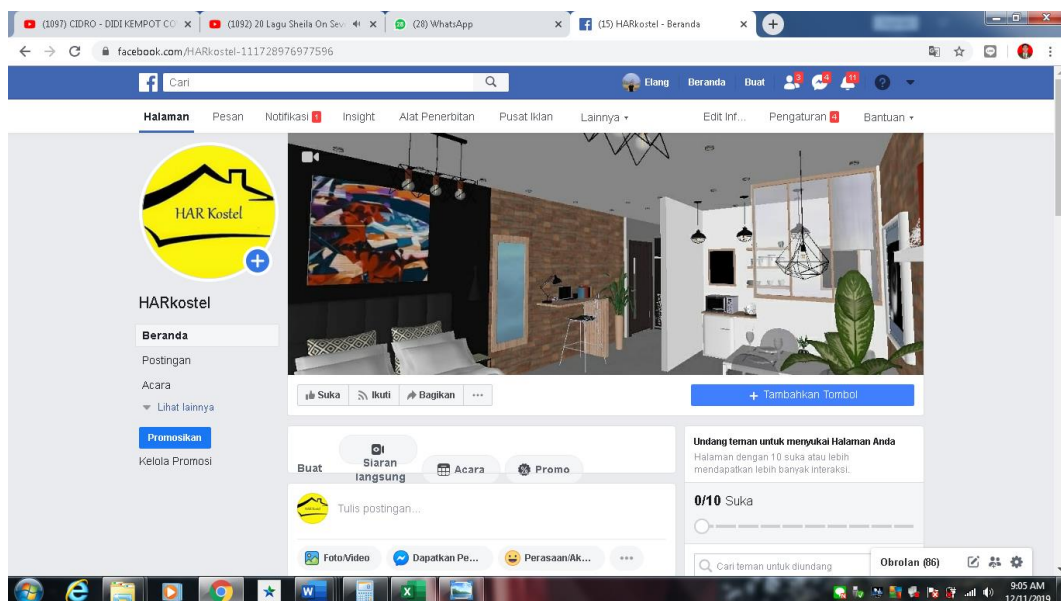 (1097) CIDRO - DIDI KEMPOT CO
(1092) 20 Lagu Sheila On Sev
(28) WhatsApp
(15) HARkostel - Beranda
facebook.com/HARkostel-111728976977596
Cari
Elang
Beranda
Buat
3
4
11
Halaman
Pesan
Notifikasi 1
Insight
Alat Penerbitan
Pusat Iklan
Lainnya
Edit Inf...
Pengaturan 4
Bantuan
HAR Kostel
HARkostel
Beranda
Postingan
Acara
Lihat lainnya
Promosikan
Kelola Promosi
Suka
Ikuti
Bagikan
+ Tambahkan Tombol
Buat
Siaran
langsung
Acara
Promo
Tulis postingan...
Foto/Video
Dapatkan Pe...
Perasaan/Ak...
Undang teman untuk menyukai Halaman Anda
Halaman dengan 10 suka atau lebih
mendapatkan lebih banyak interaksi.
0/10 Suka
Cari teman untuk diundang
Obrolan (86)
9:05 AM
12/11/2019